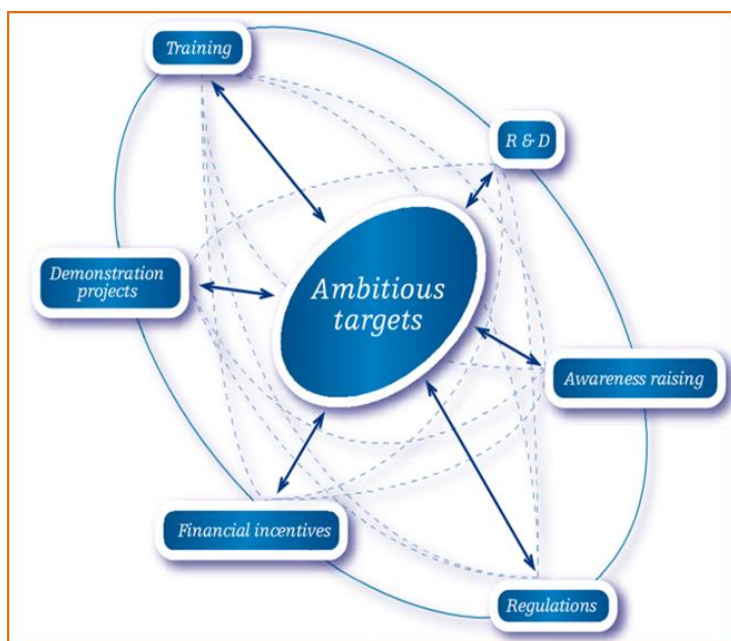 Training
R & D
Demonstration
projects
Ambitious
targets
Awareness raising
Financial incentives
Regulations